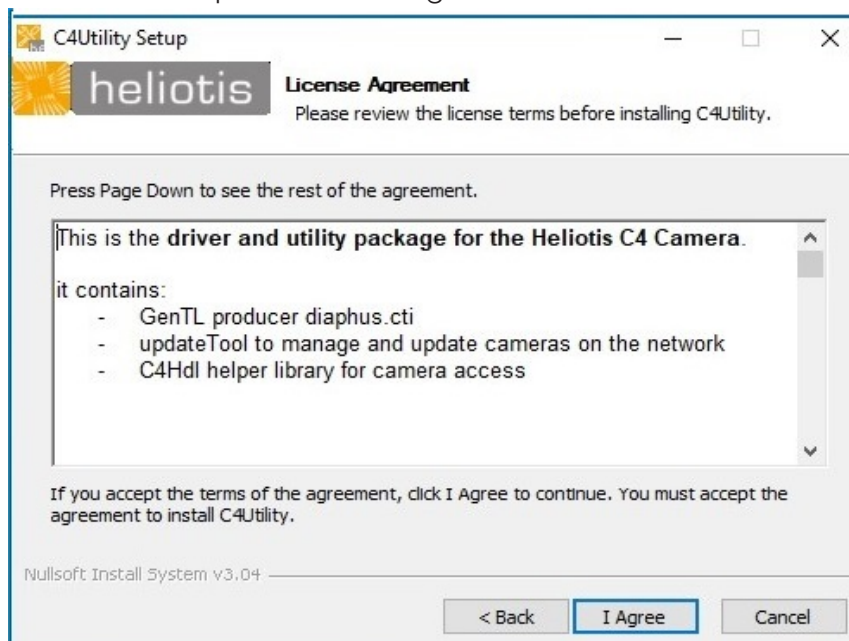 C4Utility Setup
heliotis
License Agreement
Please review the license terms before installing C4Utility.
Press Page Down to see the rest of the agreement.
This is the driver and utility package for the Heliotis C4 Camera.
it contains:
- GenTL producer diaphus.cti
- updateTool to manage and update cameras on the network
- C4Hdl helper library for camera access
If you accept the terms of the agreement, click I Agree to continue. You must accept the
agreement to install C4Utility.
Nullsoft Install System v3.04
< Back I Agree Cancel